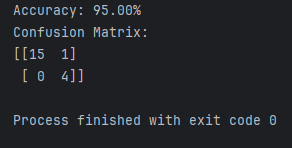 Accuracy: 95.00%
Confusion Matrix:
[[15  1]
 [ 0  4]]
Process finished with exit code 0